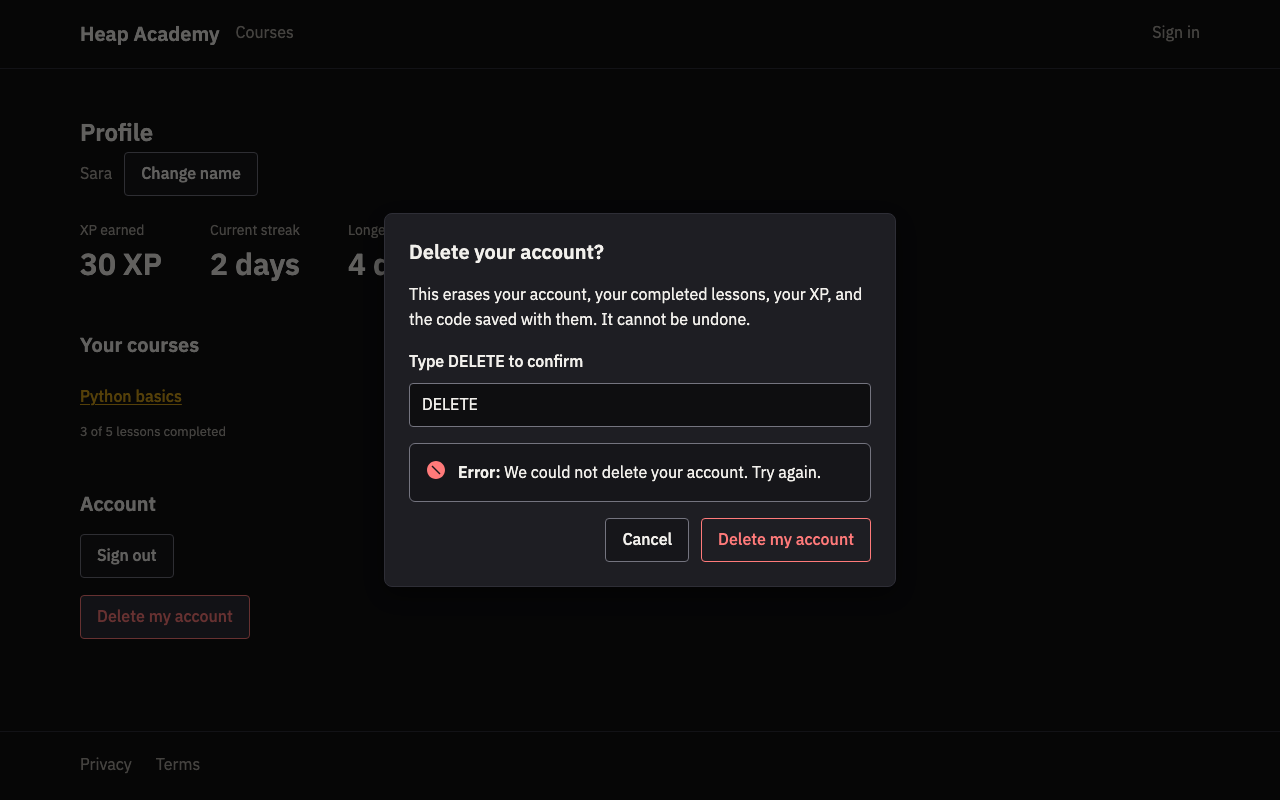 Heap Academy Courses Sign in
Profile
Sara Change name
XP earned Current streak Longe
30 XP 2 days 4 d
Your courses
Python basics
3 of 5 lessons completed
Account
Sign out
Delete my account
Delete your account?
This erases your account, your completed lessons, your XP, and
the code saved with them. It cannot be undone.
Type DELETE to confirm
DELETE
Error: We could not delete your account. Try again.
Cancel Delete my account
Privacy Terms